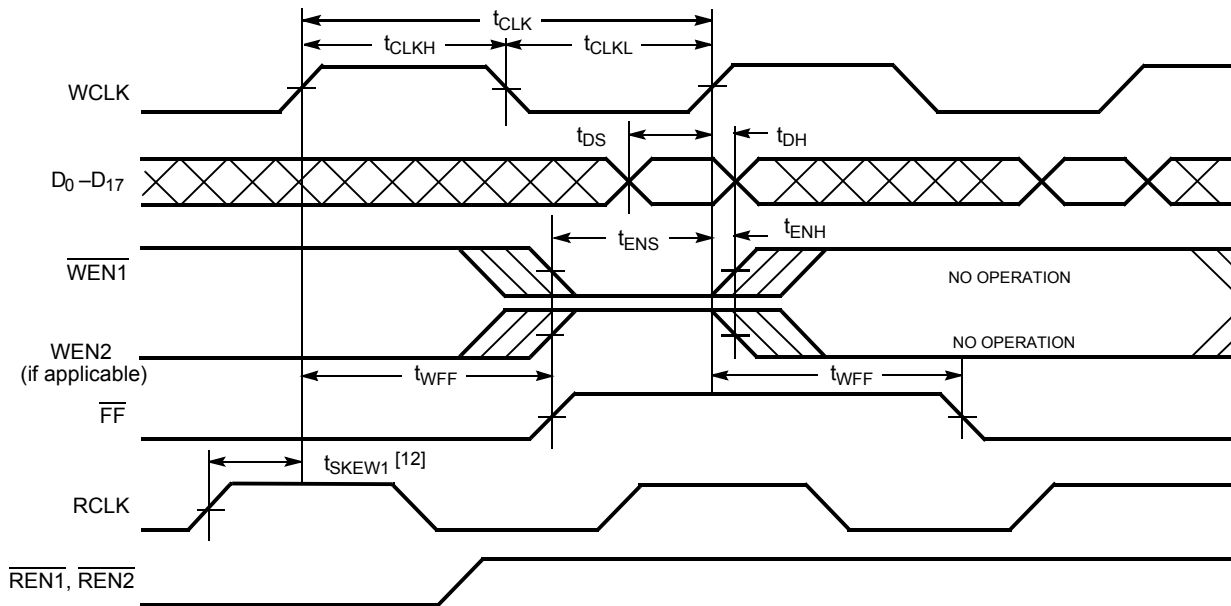 tCLK
tCLKH
tCLKL
WCLK
tDS
tDH
D0 –D17
tENS
tENH
WEN1
NO OPERATION
WEN2
(if applicable)
NO OPERATION
tWFF
tWFF
FF
tSKEW1 [12]
RCLK
REN1, REN2